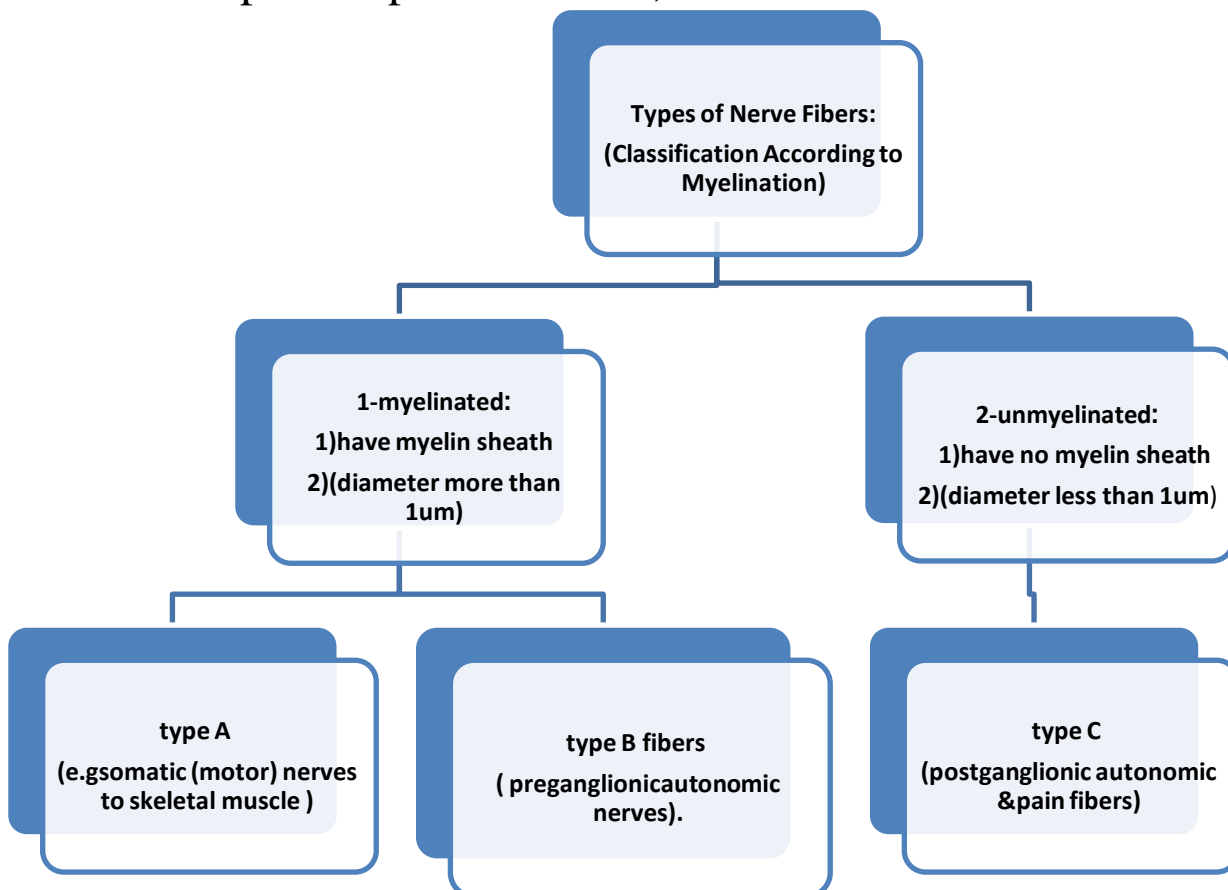 Types of Nerve Fibers:
(Classification According to
Myelination)
1-myelinated:
1)have myelin sheath
2)(diameter more than
1um)
2-unmyelinated:
1)have no myelin sheath
2)(diameter less than 1um)
type A
(e.gsomatic (motor) nerves
to skeletal muscle )
type B fibers
( preganglionicautonomic
nerves).
type C
(postganglionic autonomic
&pain fibers)